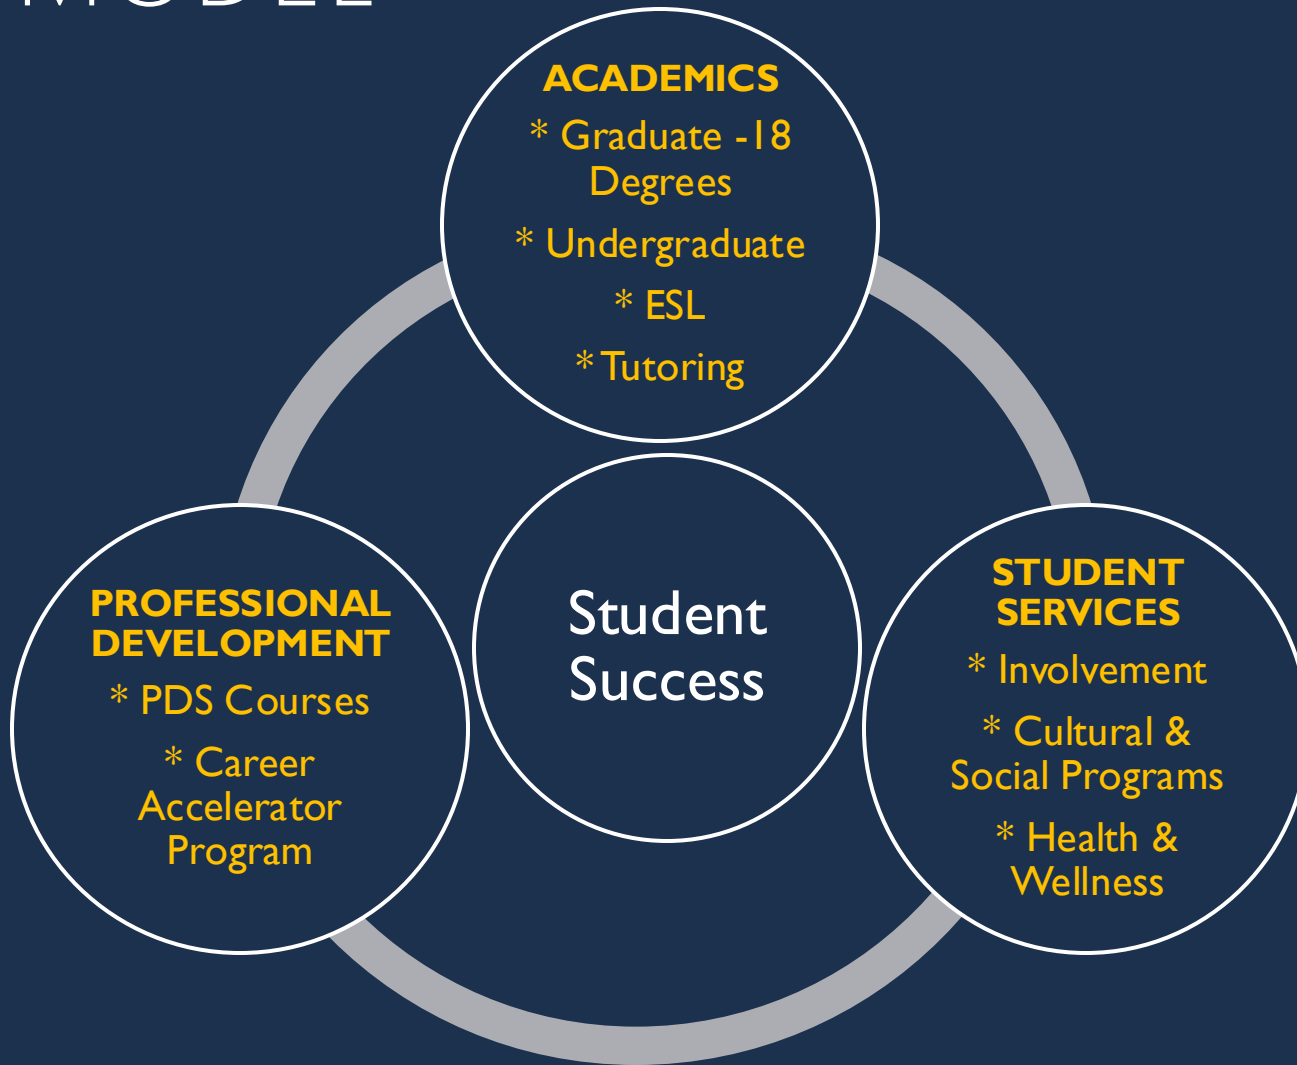 MODEL
ACADEMICS
* Graduate -18
Degrees
* Undergraduate
* ESL
* Tutoring
PROFESSIONAL
DEVELOPMENT
* PDS Courses
* Career
Accelerator
Program
Student
Success
STUDENT
SERVICES
* Involvement
* Cultural &
Social Programs
* Health &
Wellness